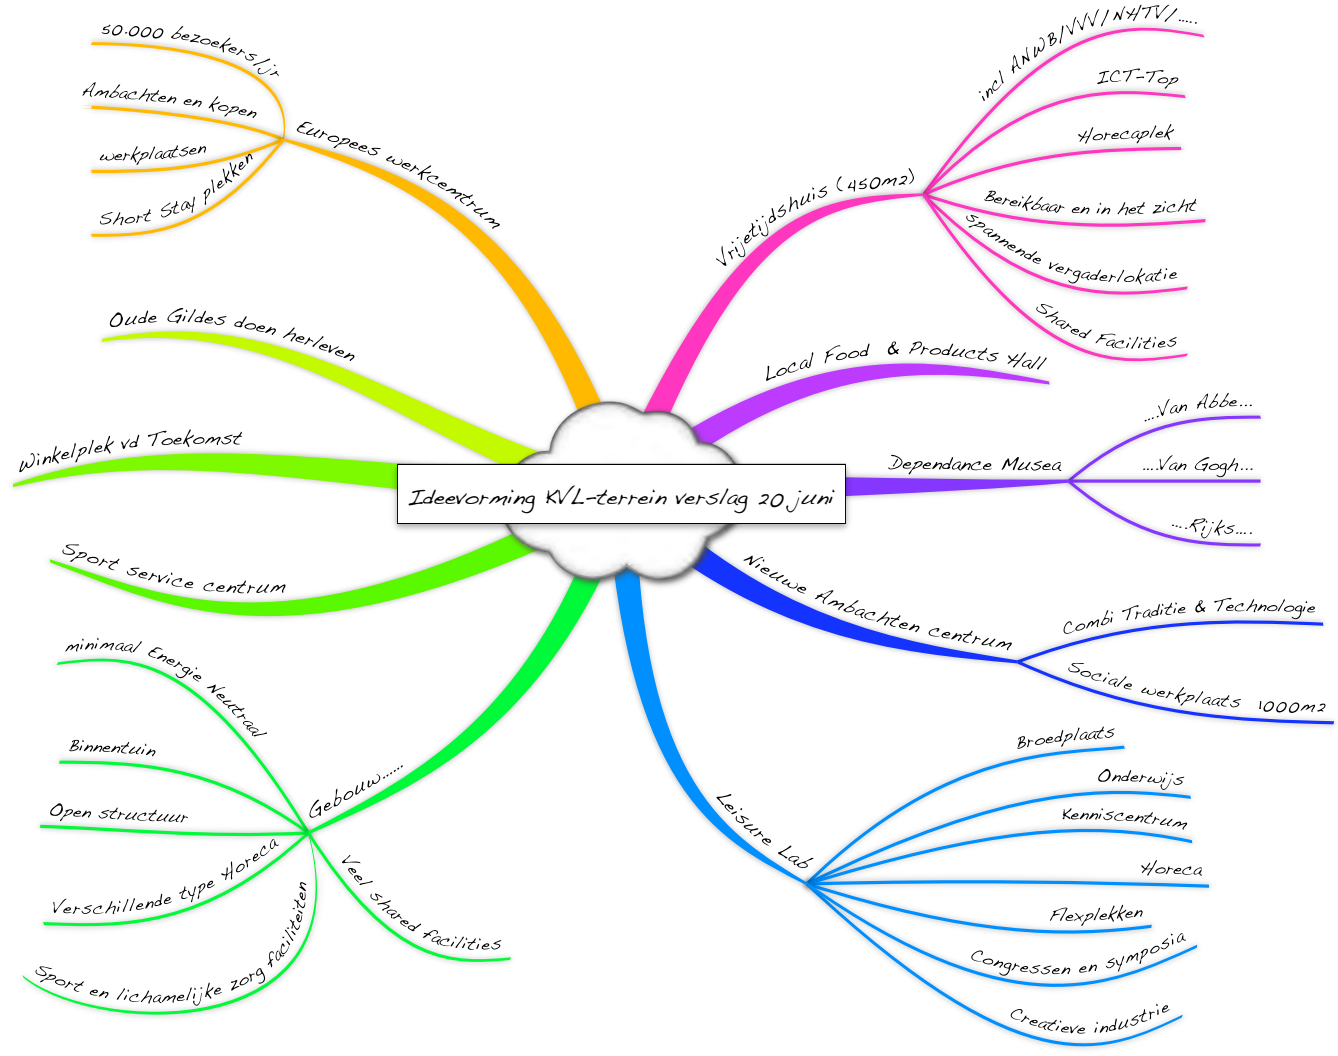 Ideevorming KVL-terrein verslag 20 juni
Vrijetijdshuis (450m2)
incl ANWB/VVV/NHTV/.....
ICT-Top
Horecaplek
Bereikbaar en in het zicht
spannende vergaderlokatie
Shared Facilities
Local Food & Products Hall
Dependance Musea
....Van Abbe...
....Van Gogh...
....Rijks....
Nieuwe Ambachten centrum
Combi Traditie & Technologie
Sociale werkplaats 1000m2
Leisure Lab
Broedplaats
Onderwijs
Kenniscentrum
Horeca
Flexplekken
Congressen en symposia
Creatieve industrie
Gebouw......
minimaal Energie Neutraal
Binnentuin
Open structuur
Verschillende type Horeca
Sport en lichamelijke zorg faciliteiten
Veel shared facilities
Sport service centrum
Winkelplek vd Toekomst
Oude Gildes doen herleven
Europees werkcemtrum
50.000 bezoekers/jr
Ambachten en kopen
werkplaatsen
Short Stay plekken